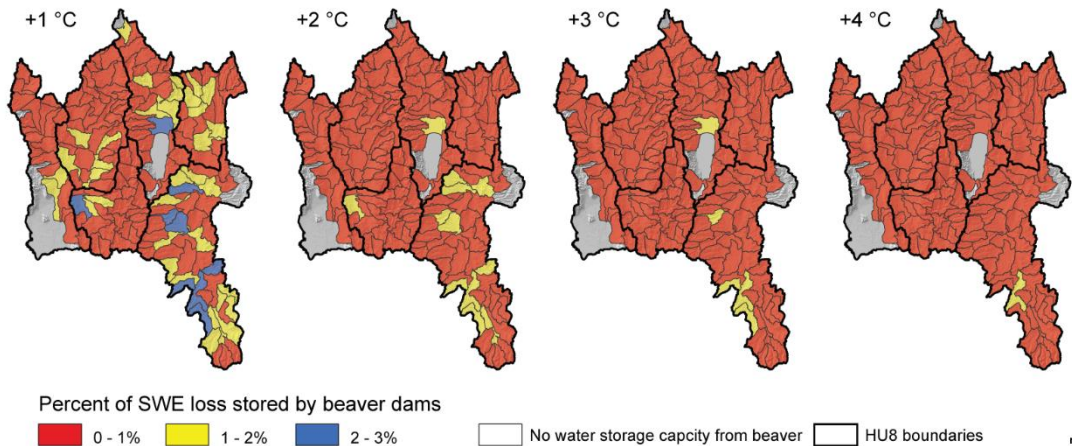 +1 °C
+2 °C
+3 °C
+4 °C
Percent of SWE loss stored by beaver dams
0 - 1%
1 - 2%
2 - 3%
No water storage capcity from beaver
HU8 boundaries